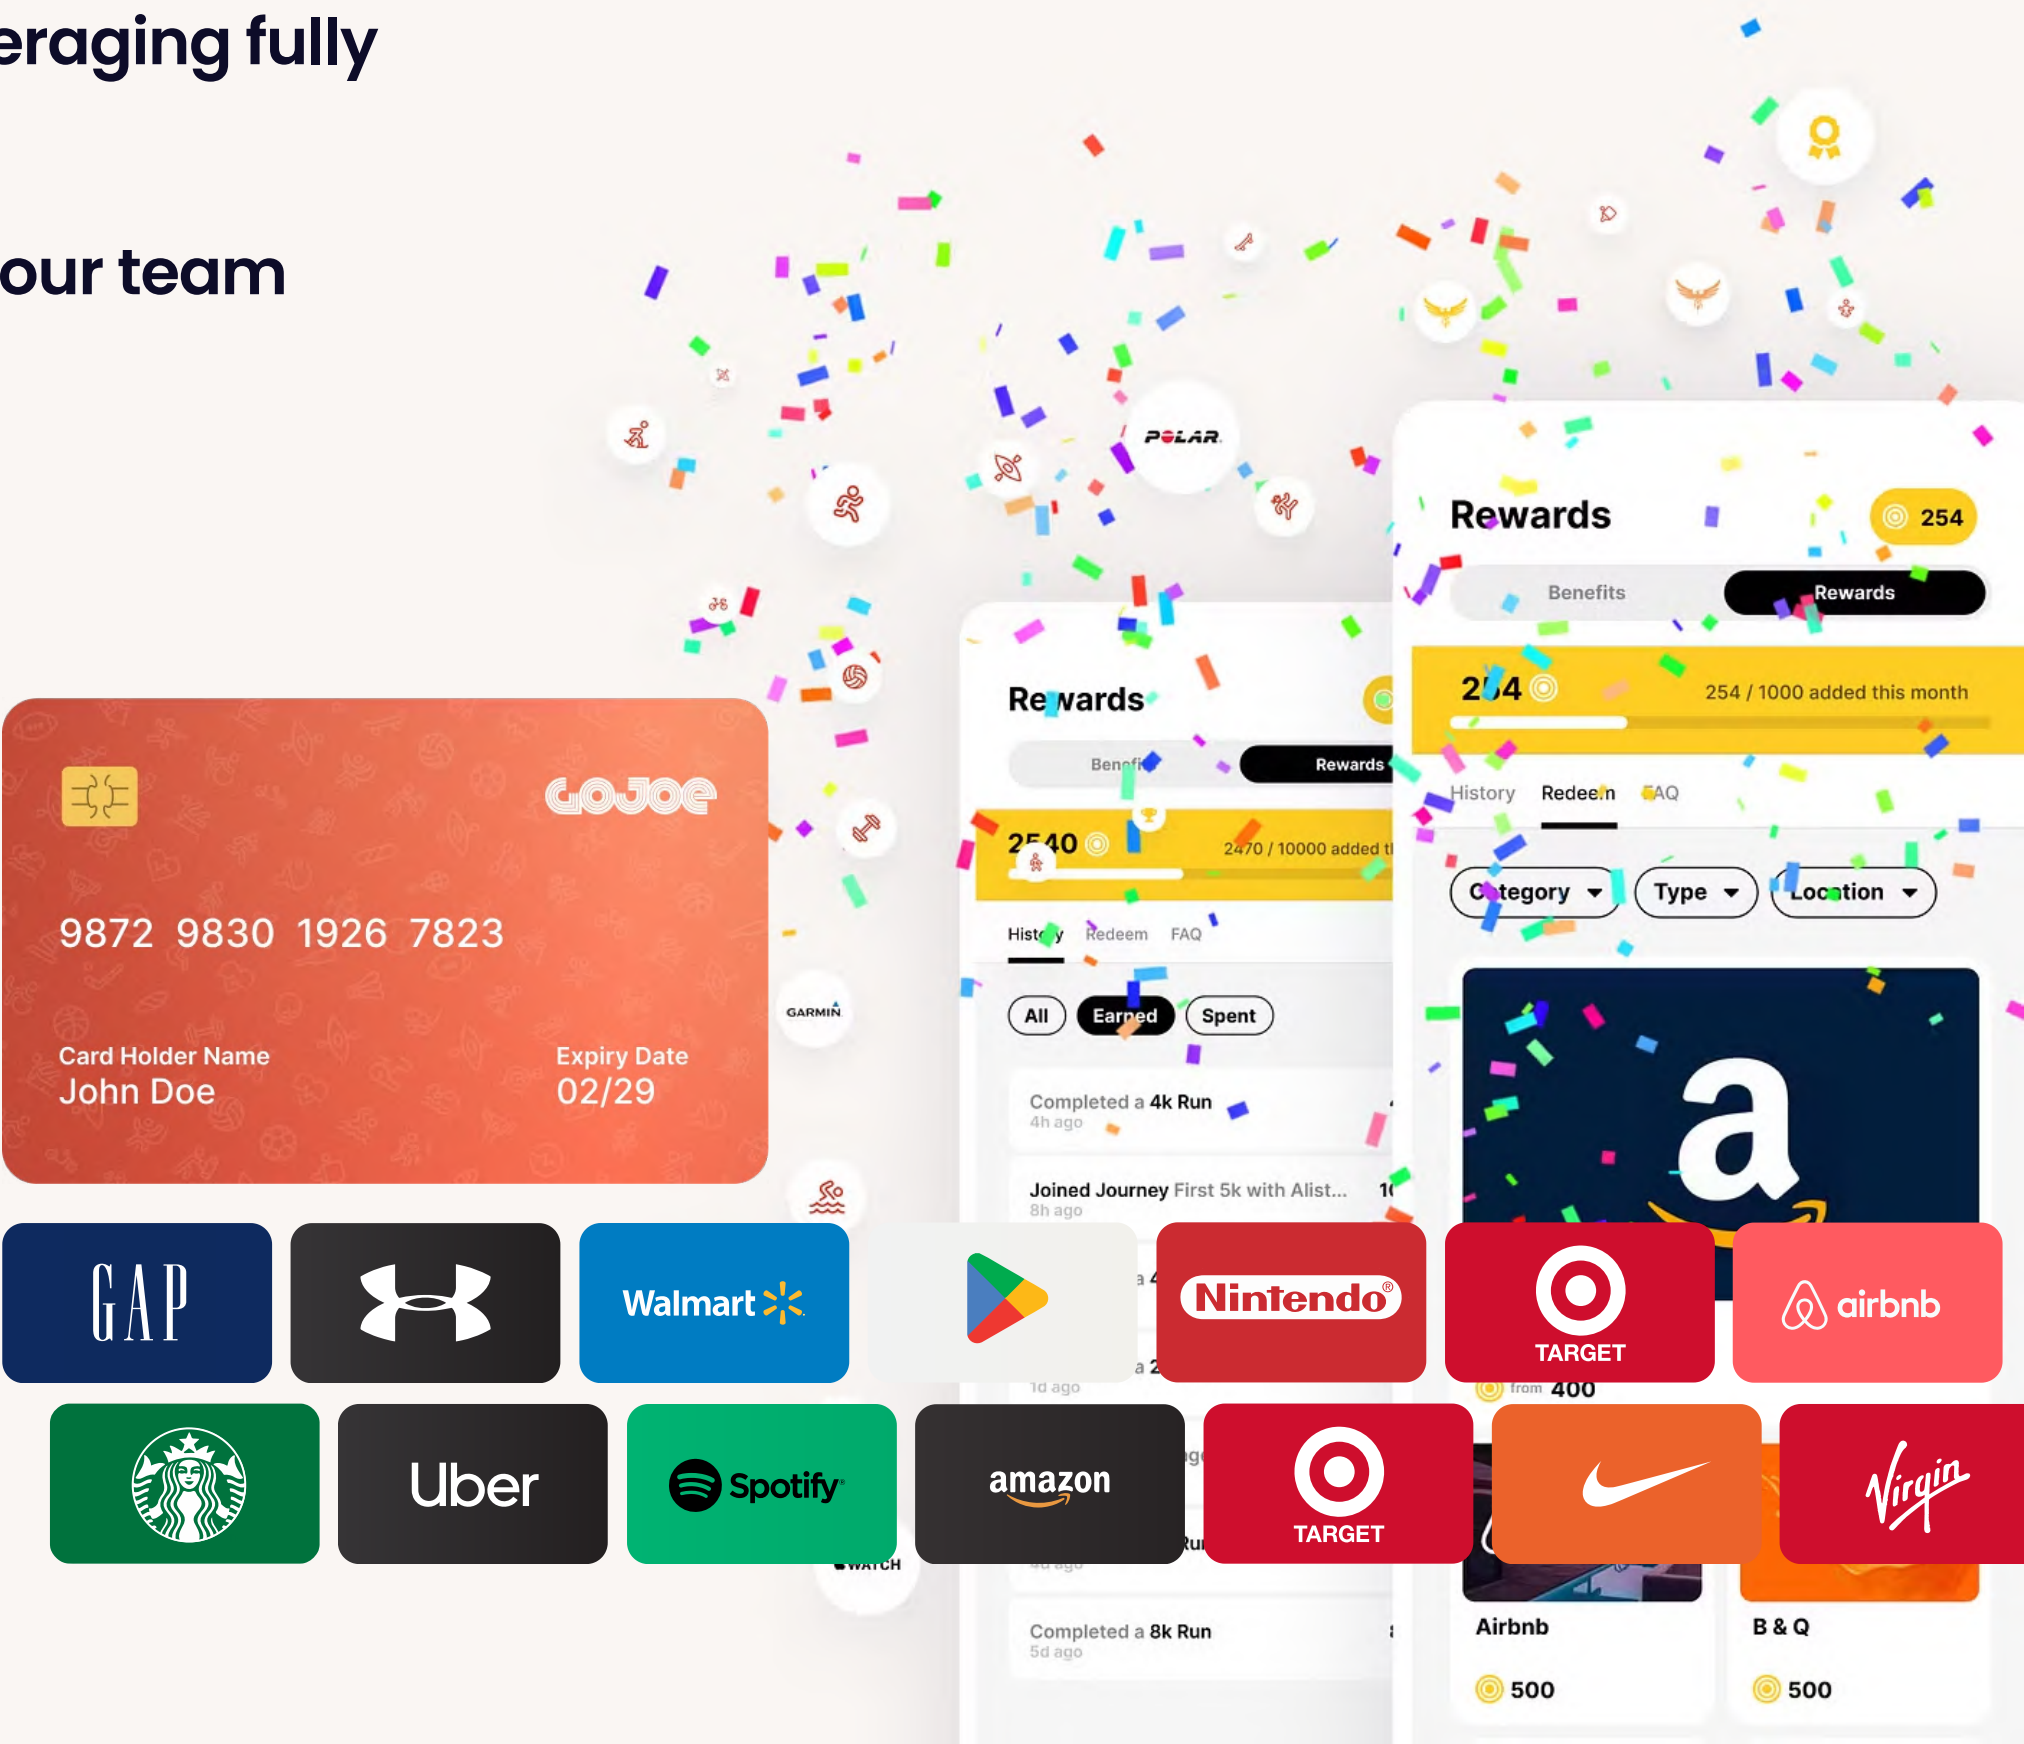 eraging fully
our team
POLAR
Rewards
254
Benefits
Rewards
254
254 / 1000 added this month
History
Redeem
FAQ
Category
Type
Location
Rewards
Rewards
2540
2470 / 10000 added
History
Redeem
FAQ
All
Earned
Spent
Completed a 4k Run
4h ago
Joined Journey First 5k with Alist...
8h ago
1d ago
Completed a 8k Run
5d ago
GOJOE
9872 9830 1926 7823
Card Holder Name
John Doe
Expiry Date
02/29
GARMIN
a
GAP
Walmart
Nintendo®
TARGET
airbnb
from 400
Uber
Spotify®
amazon
TARGET
Virgin
WATCH
Airbnb
500
B & Q
500